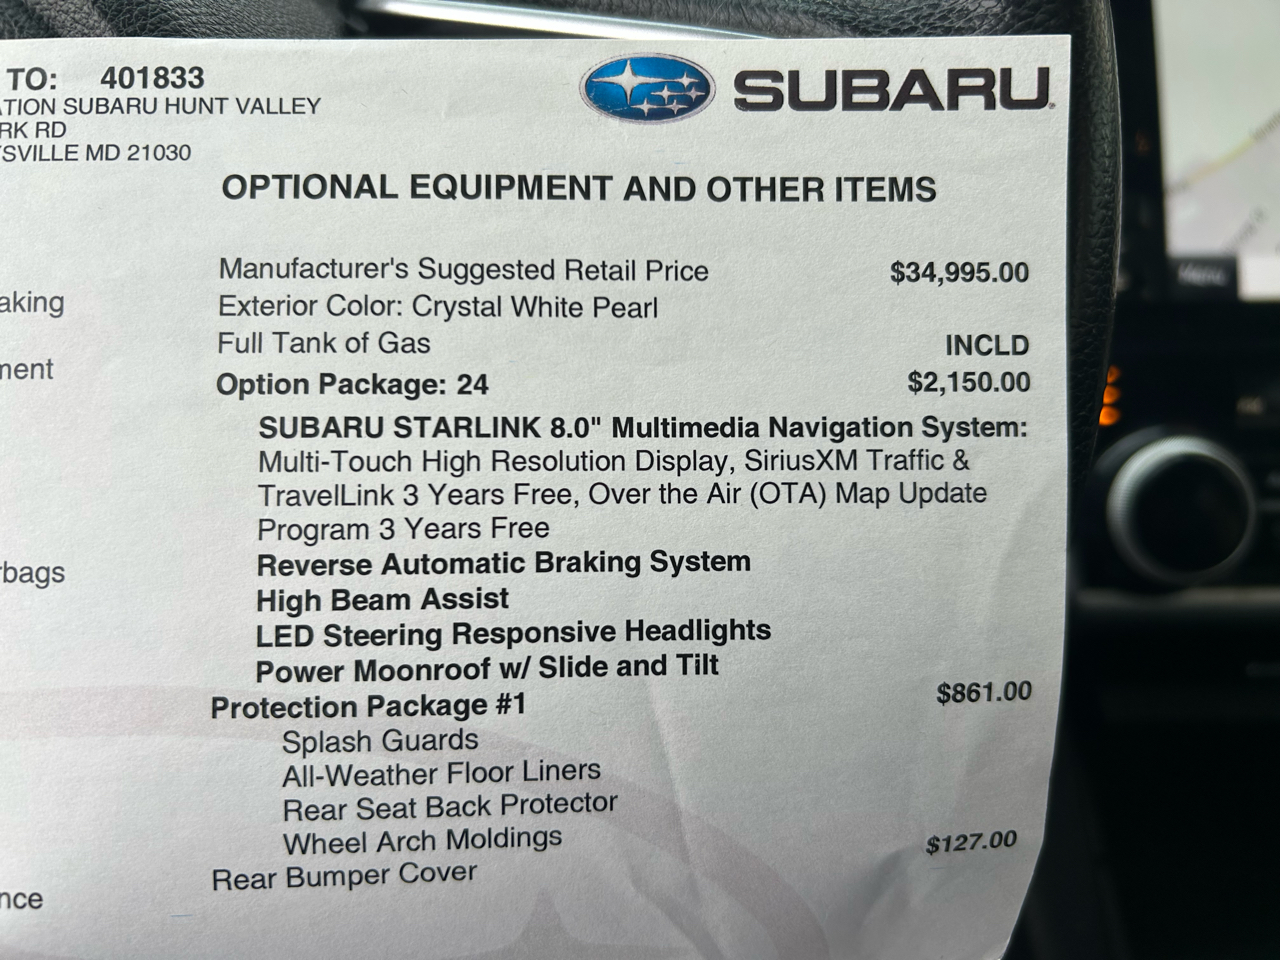 TO: 401833
ATION SUBARU HUNT VALLEY
RK RD
YSVILLE MD 21030
SUBARU
OPTIONAL EQUIPMENT AND OTHER ITEMS
Manufacturer's Suggested Retail Price $34,995.00
Exterior Color: Crystal White Pearl
Full Tank of Gas INCLD
Option Package: 24 $2,150.00
SUBARU STARLINK 8.0" Multimedia Navigation System:
Multi-Touch High Resolution Display, SiriusXM Traffic &
TravelLink 3 Years Free, Over the Air (OTA) Map Update
Program 3 Years Free
Reverse Automatic Braking System
High Beam Assist
LED Steering Responsive Headlights
Power Moonroof w/ Slide and Tilt
Protection Package #1 $861.00
Splash Guards
All-Weather Floor Liners
Rear Seat Back Protector
Wheel Arch Moldings
Rear Bumper Cover $127.00
aking
ment
rbags
nce
Menu